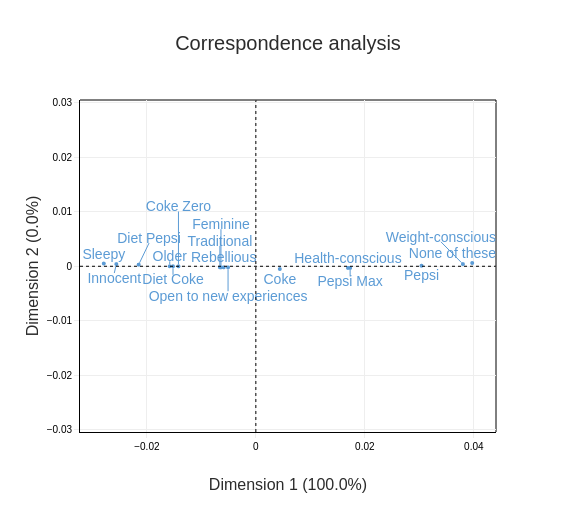 Correspondence analysis
0.03
0.02
0.01
0
−0.01
−0.02
−0.03
Dimension 2 (0.0%)
Coke Zero
Feminine
Diet Pepsi
Traditional
Weight-conscious
Sleepy
Older
Rebellious
Health-conscious
None of these
Innocent
Diet Coke
Coke
Pepsi Max
Pepsi
Open to new experiences
−0.02
0
0.02
0.04
Dimension 1 (100.0%)